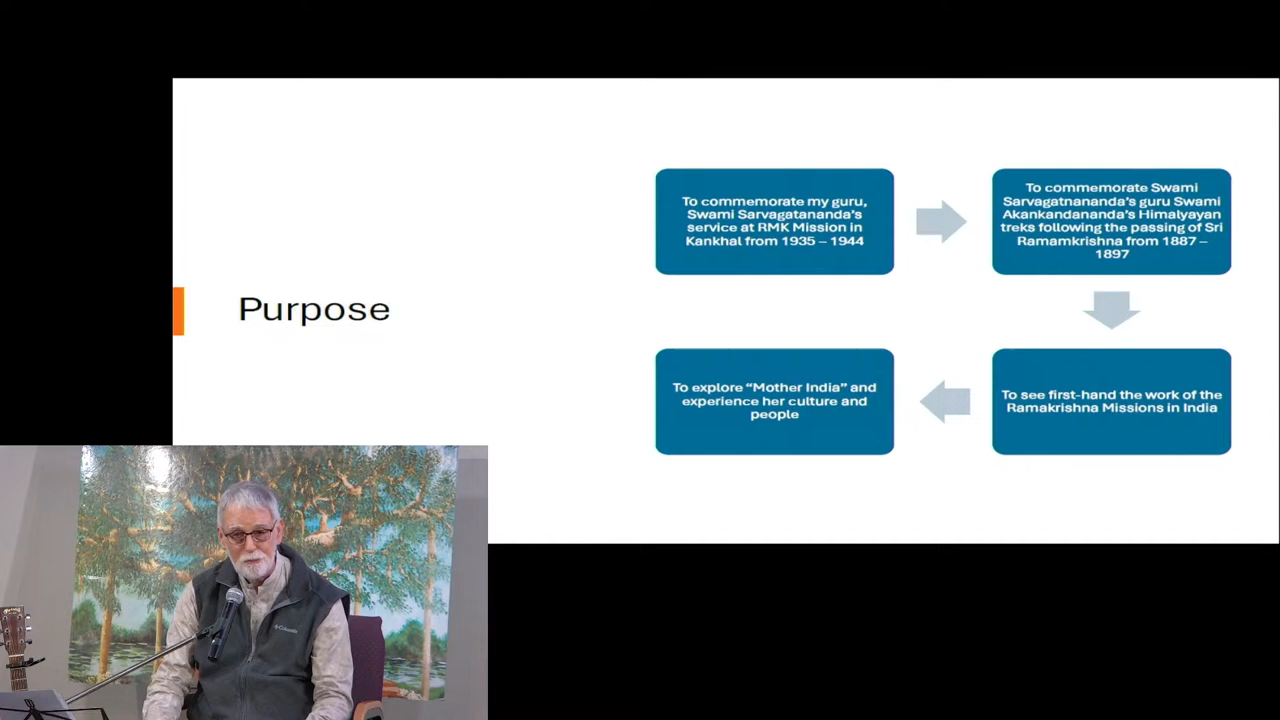 Purpose
To commemorate my guru,
Swami Sarvagatananda's
service at RMK Mission in
Kankhal from 1935 – 1944
To commemorate Swami
Sarvagatnananda's guru Swami
Akankandananda's Himalyayan
treks following the passing of Sri
Ramamkrishna from 1887 –
1897
To see first-hand the work of the
Ramakrishna Missions in India
To explore "Mother India" and
experience her culture and
people
Columbia